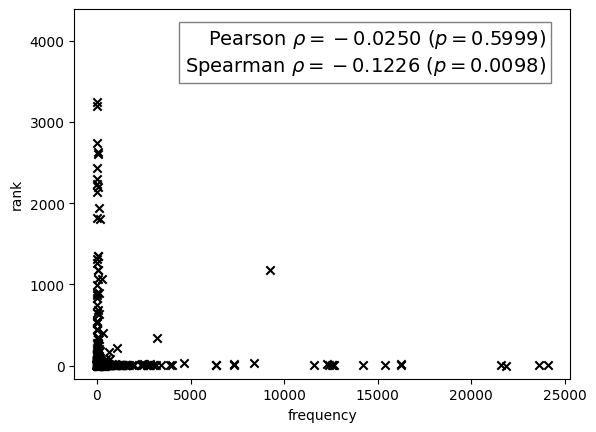 Pearson ρ = −0.0250 (p = 0.5999)
Spearman ρ = −0.1226 (p = 0.0098)
4000
3000
2000
1000
0
rank
0 5000 10000 15000 20000 25000
frequency